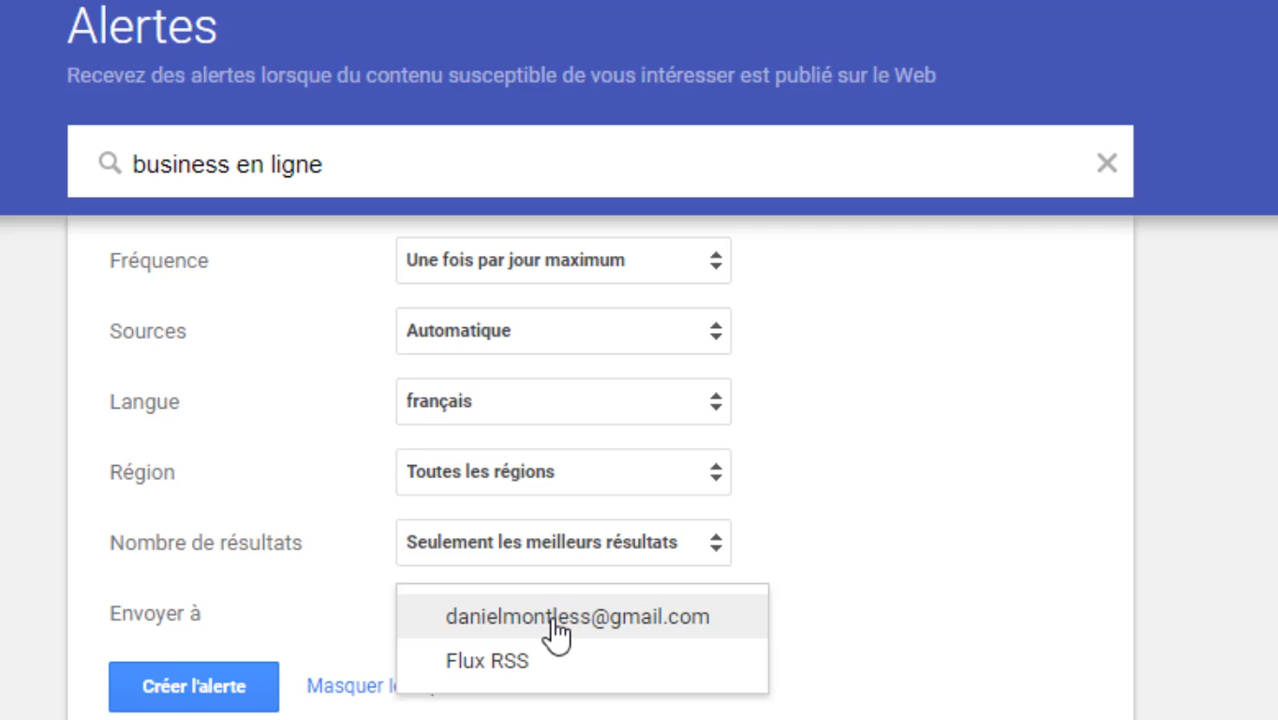 Alertes
Recevez des alertes lorsque du contenu susceptible de vous intéresser est publié sur le Web
business en ligne
Fréquence Une fois par jour maximum
Sources Automatique
Langue français
Région Toutes les régions
Nombre de résultats Seulement les meilleurs résultats
Envoyer à danielmontless@gmail.com
Flux RSS
Créer l'alerte Masquer